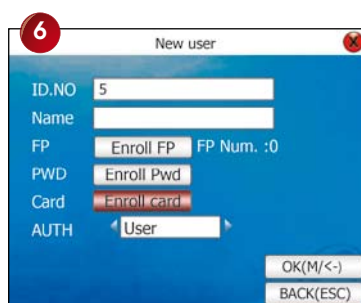 6
New user
ID.NO 5
Name
FP Enroll FP FP Num. :0
PWD Enroll Pwd
Card Enroll card
AUTH User
OK(M/<-)
BACK(ESC)